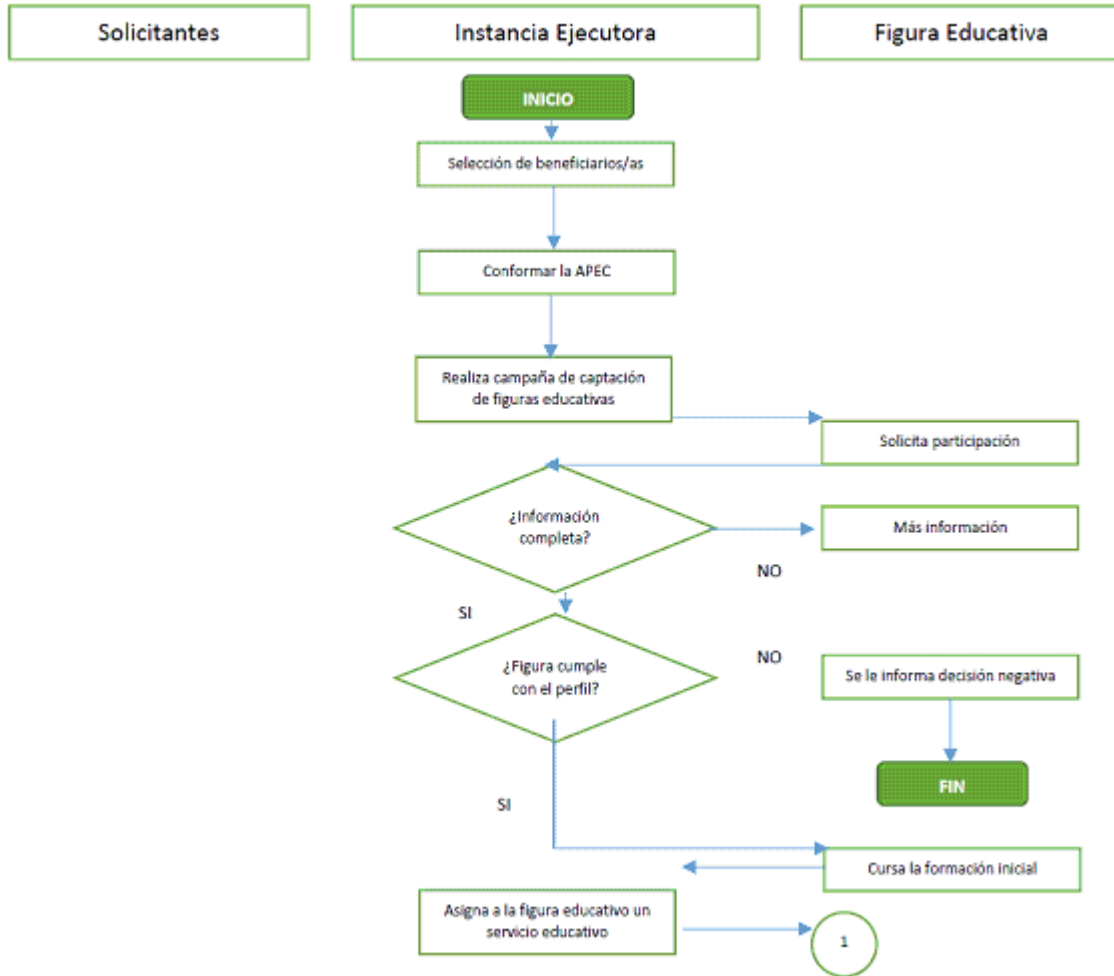 Solicitantes
Instancia Ejecutora
Figura Educativa
INICIO
Selección de beneficiarios/as
Conformar la APEC
Realiza campaña de captación
de figuras educativas
Solicita participación
¿Información
completa?
Más información
NO
SI
¿Figura cumple
con el perfil?
NO
Se le informa decisión negativa
FIN
SI
Cursa la formación inicial
Asigna a la figura educativo un
servicio educativo
1